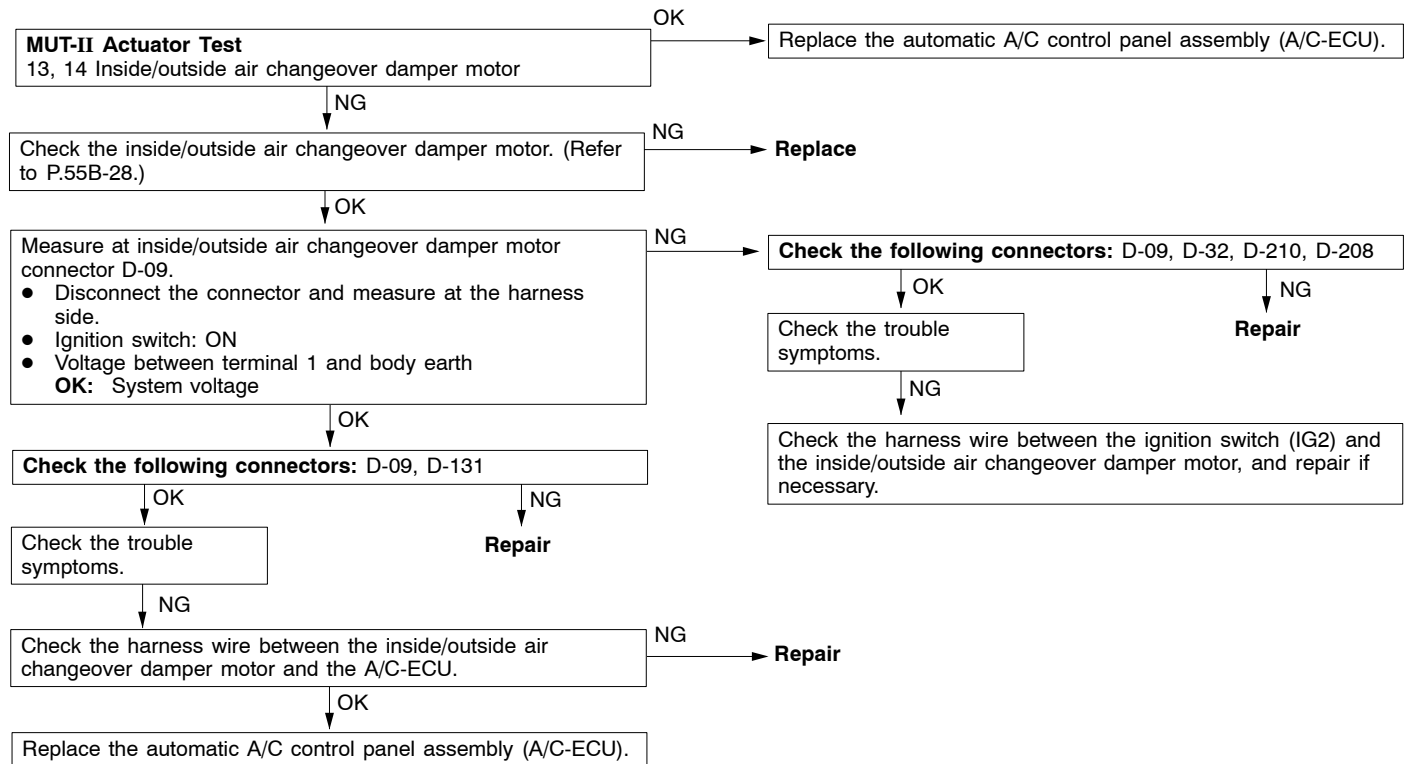 MUT-II Actuator Test
13, 14 Inside/outside air changeover damper motor
OK
Replace the automatic A/C control panel assembly (A/C-ECU).
NG
Check the inside/outside air changeover damper motor. (Refer
to P.55B-28.)
NG
Replace
OK
Measure at inside/outside air changeover damper motor
connector D-09.
● Disconnect the connector and measure at the harness
side.
● Ignition switch: ON
● Voltage between terminal 1 and body earth
OK: System voltage
NG
Check the following connectors: D-09, D-32, D-210, D-208
OK
NG
Check the trouble
symptoms.
Repair
NG
Check the harness wire between the ignition switch (IG2) and
the inside/outside air changeover damper motor, and repair if
necessary.
OK
Check the following connectors: D-09, D-131
OK
NG
Check the trouble
symptoms.
Repair
NG
Check the harness wire between the inside/outside air
changeover damper motor and the A/C-ECU.
NG
Repair
OK
Replace the automatic A/C control panel assembly (A/C-ECU).